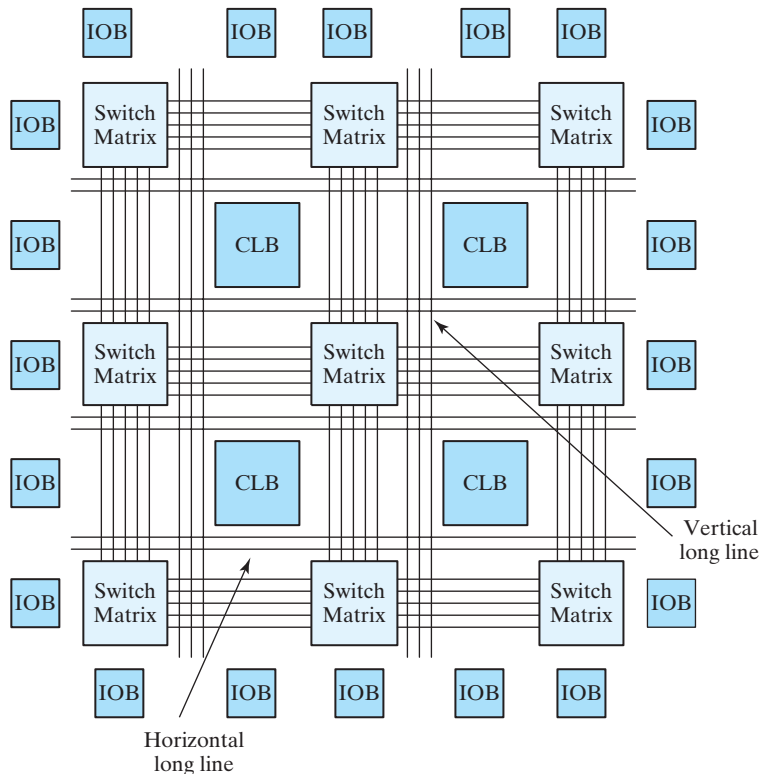 IOB IOB IOB IOB IOB
IOB Switch Switch Switch IOB
Matrix Matrix Matrix
IOB CLB CLB IOB
IOB Switch Switch Switch IOB
Matrix Matrix Matrix
IOB CLB CLB IOB
Vertical
long line
IOB Switch Switch Switch IOB
Matrix Matrix Matrix
IOB IOB IOB IOB IOB
Horizontal
long line